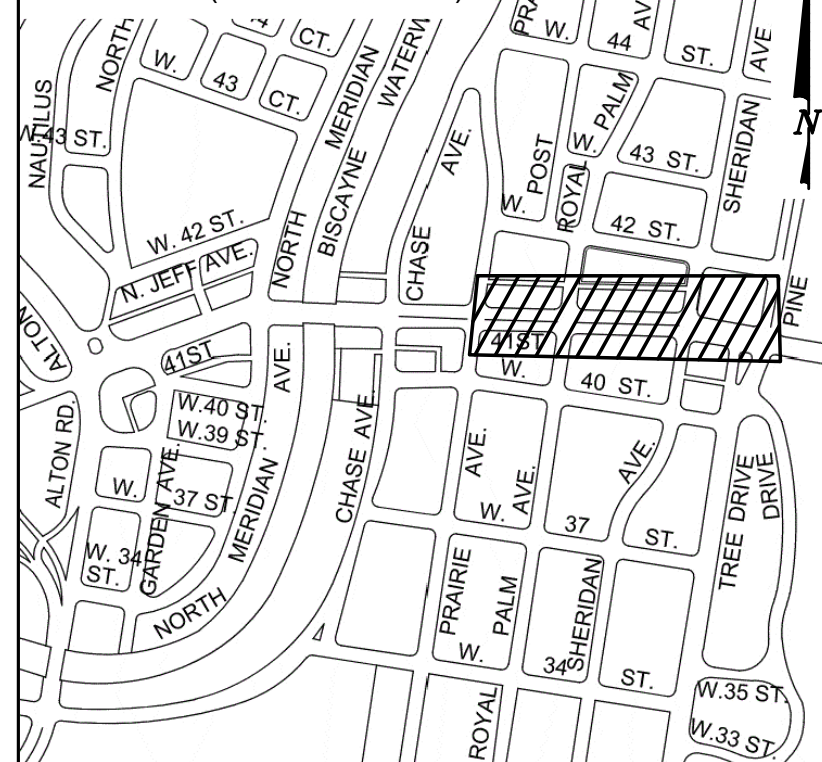 W.
44
AV
ST.
AVE
CT.
NORTH
W.
43
CT.
MERIDIAN
WATERW
PALM
W.
43 ST.
SHERIDAN
N
NAUTILUS
W.43 ST.
AVE.
POST
ROYAL
W.
42 ST.
BISCAYNE
NORTH
W. 42 ST.
N. JEFF AVE.
CHASE
PINE
ALTON
41ST
41ST
W.
40 ST.
AVE.
W.40 ST.
W.39 ST.
CHASE AVE.
ALTON RD.
GARDEN AVE.
W.
37 ST.
MERIDIAN
AVE.
AVE.
AVE.
W.
37
ST.
TREE DRIVE
DRIVE
W. 34
ST.
NORTH
PRAIRIE
PALM
SHERIDAN
W.
34
ST.
ROYAL
W.35 ST.
W.33 ST.